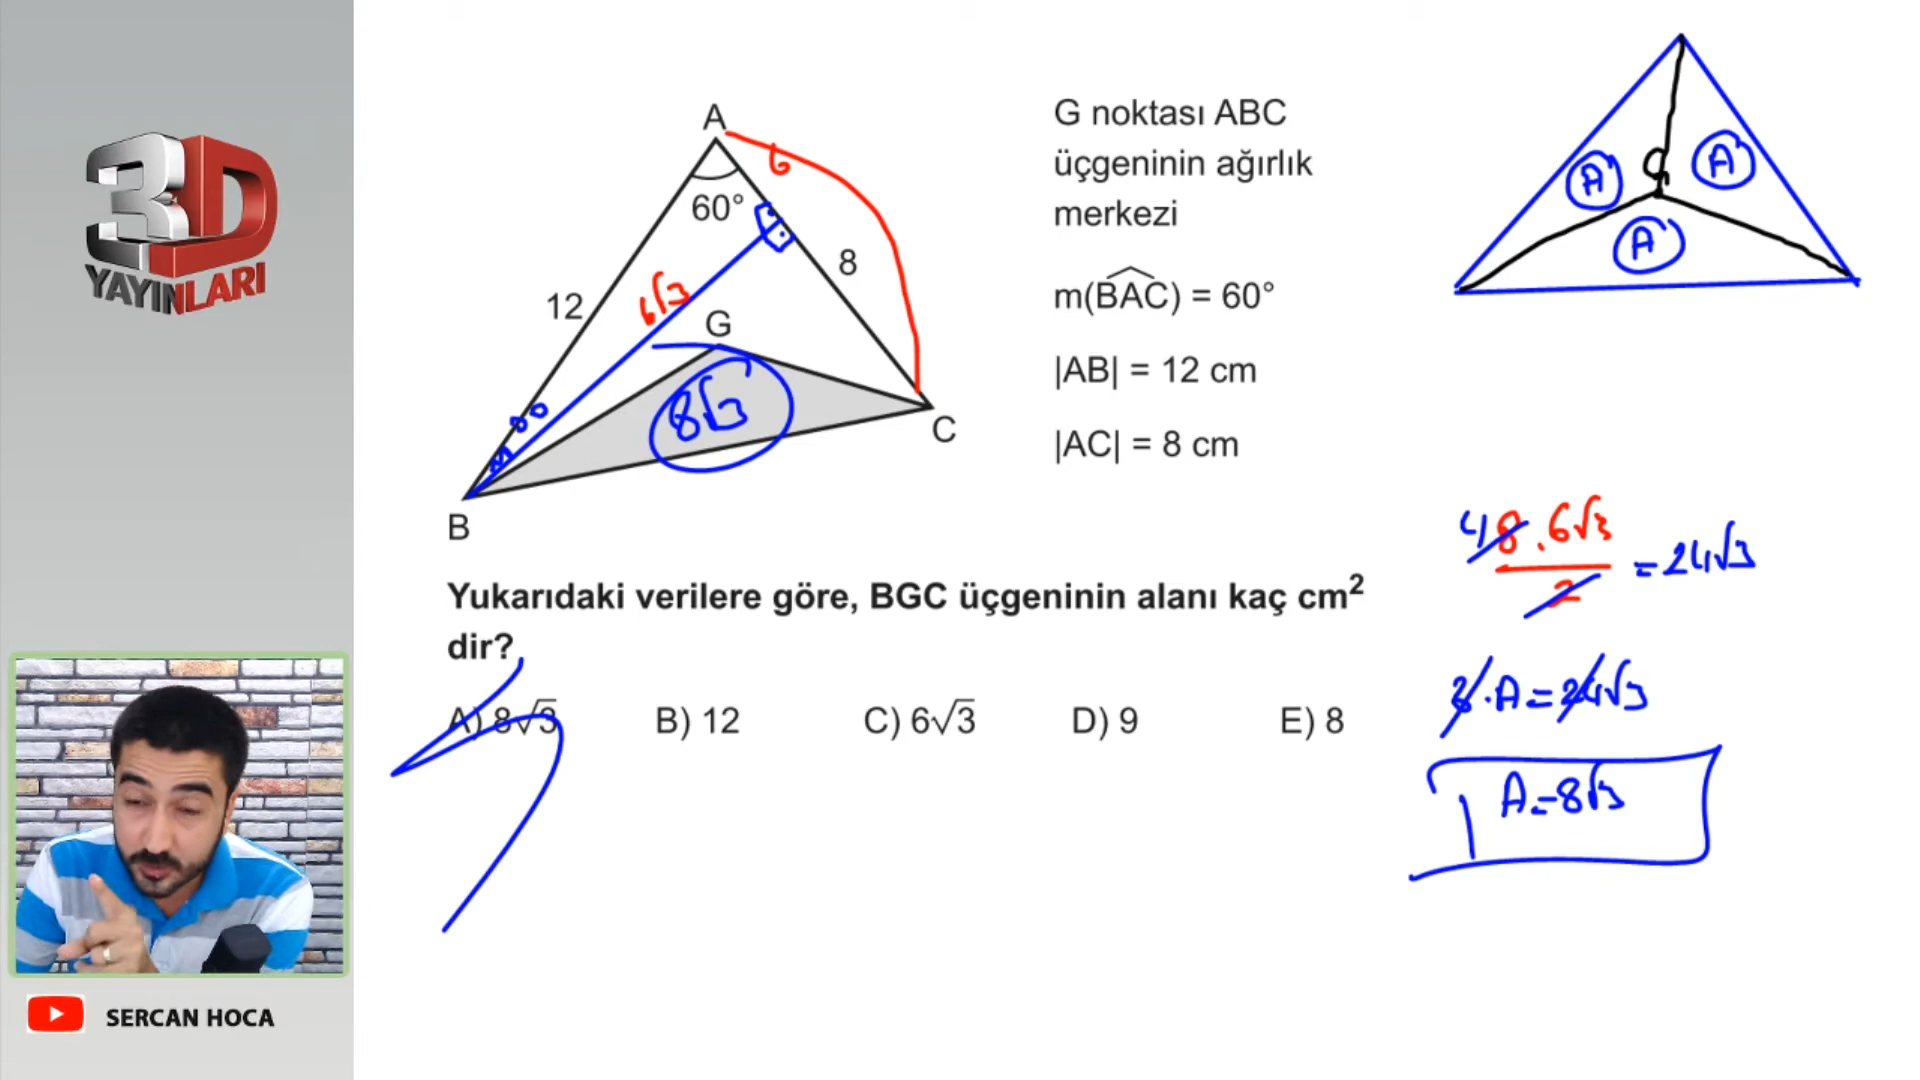 3D
YAYINLARI
A
6
60°
8
12
6√3
G
8√3
30
C
B
G noktası ABC
üçgeninin ağırlık
merkezi
m(BAC) = 60°
|AB| = 12 cm
|AC| = 8 cm
A
G
A
A
4 8 . 6√3
2
= 24√3
3 . A = 24√3
A = 8√3
Yukarıdaki verilere göre, BGC üçgeninin alanı kaç cm²
dir?
A) 8√3 B) 12 C) 6√3 D) 9 E) 8
SERCAN HOCA